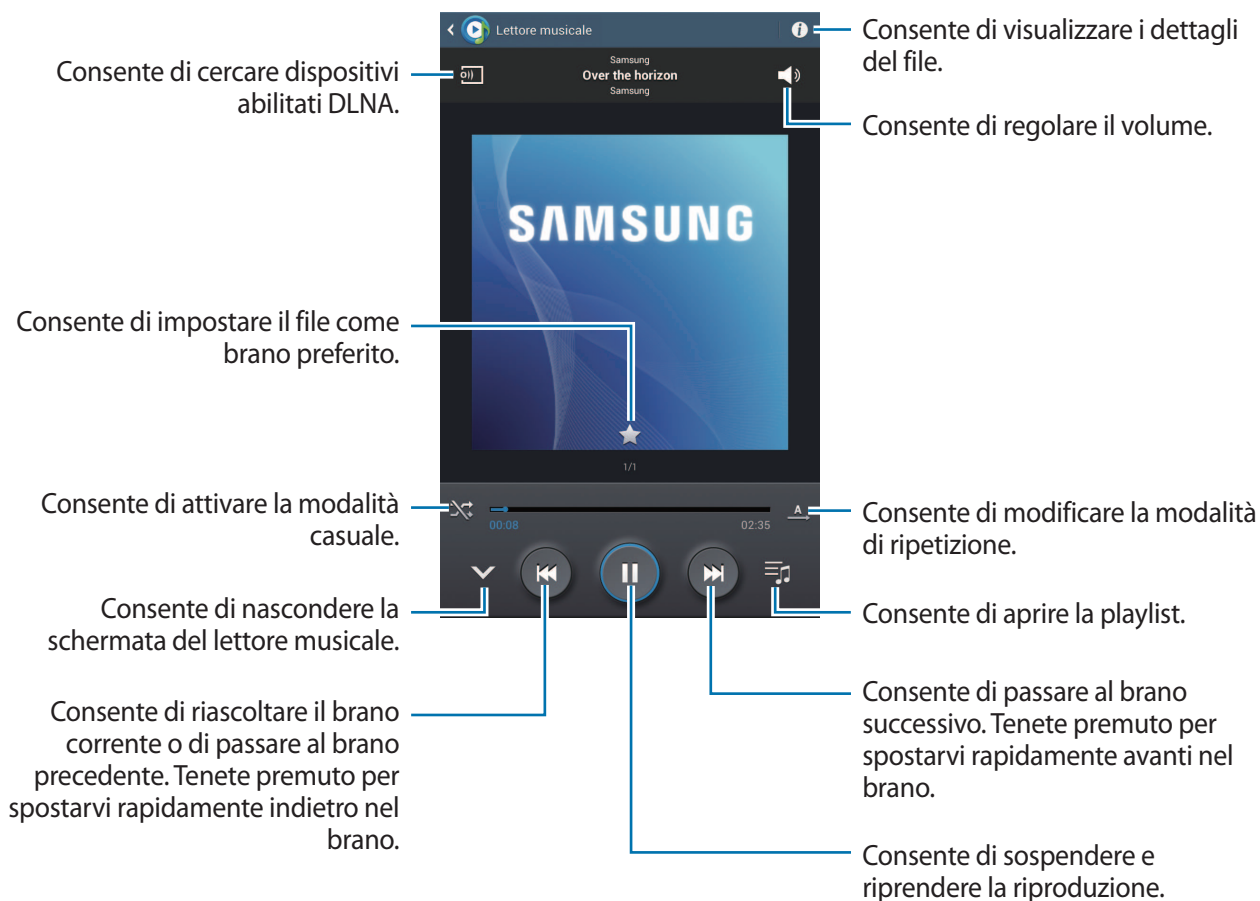 Lettore musicale
Samsung
Over the horizon
Samsung
SAMSUNG
1/1
00:08
02:35
A
Consente di cercare dispositivi
abilitati DLNA.
Consente di impostare il file come
brano preferito.
Consente di attivare la modalità
casuale.
Consente di nascondere la
schermata del lettore musicale.
Consente di riascoltare il brano
corrente o di passare al brano
precedente. Tenete premuto per
spostarvi rapidamente indietro nel
brano.
Consente di visualizzare i dettagli
del file.
Consente di regolare il volume.
Consente di modificare la modalità
di ripetizione.
Consente di aprire la playlist.
Consente di passare al brano
successivo. Tenete premuto per
spostarvi rapidamente avanti nel
brano.
Consente di sospendere e
riprendere la riproduzione.